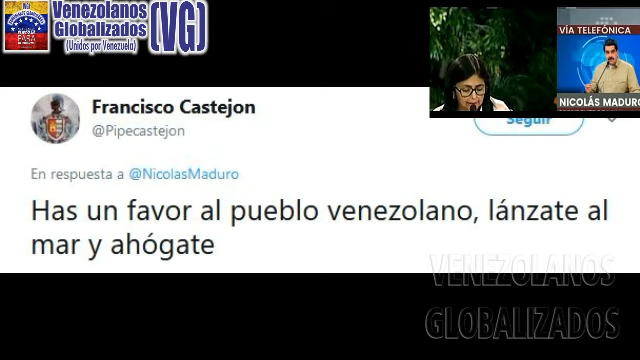 Venezolanos
Globalizados
(Unidos por Venezuela)
(VG)
VÍA TELEFÓNICA
NICOLÁS MADURO
Francisco Castejon
@Pipecastejon
Seguir
En respuesta a @NicolasMaduro
Has un favor al pueblo venezolano, lánzate al
mar y ahógate
VENEZOLANOS
GLOBALIZADOS